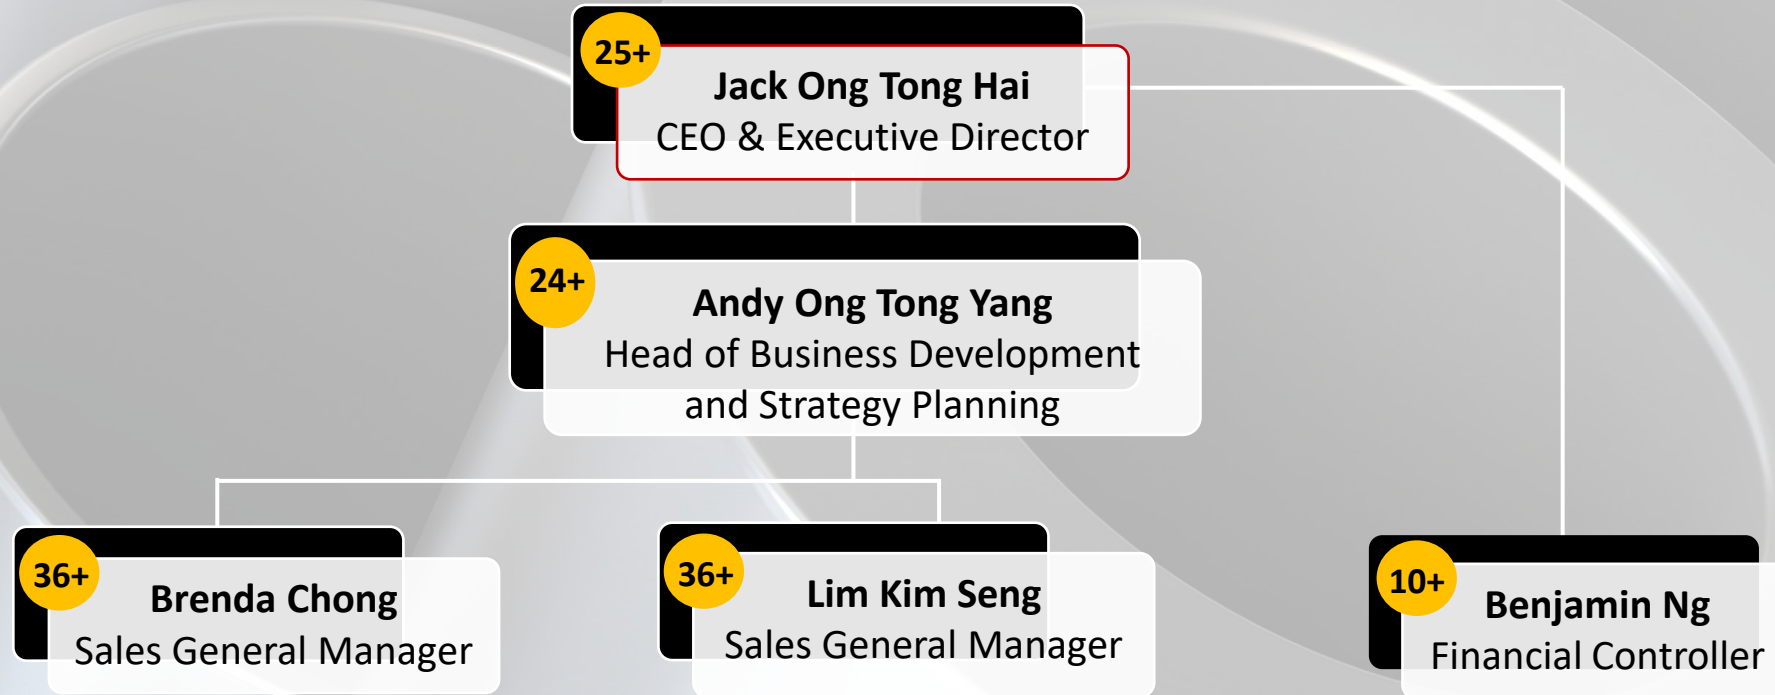 25+
Jack Ong Tong Hai
CEO & Executive Director
24+
Andy Ong Tong Yang
Head of Business Development
and Strategy Planning
36+
Brenda Chong
Sales General Manager
36+
Lim Kim Seng
Sales General Manager
10+
Benjamin Ng
Financial Controller